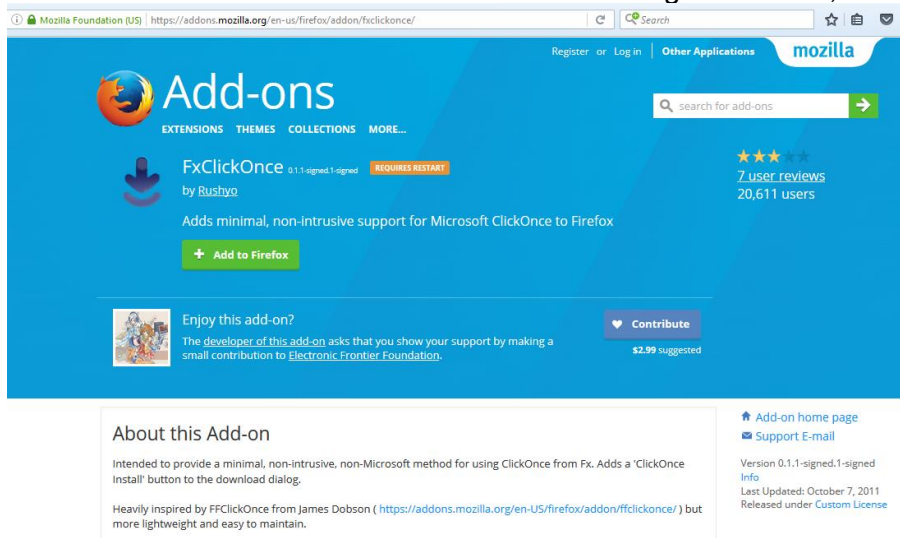 Mozilla Foundation (US) https://addons.mozilla.org/en-us/firefox/addon/fxclickonce/ Search
Register or Log in Other Applications mozilla
Add-ons
search for add-ons
EXTENSIONS THEMES COLLECTIONS MORE...
FxClickOnce 0.1.1-signed.1-signed REQUIRES RESTART
by Rushyo
7 user reviews
20,611 users
Adds minimal, non-intrusive support for Microsoft ClickOnce to Firefox
Add to Firefox
Enjoy this add-on?
The developer of this add-on asks that you show your support by making a
small contribution to Electronic Frontier Foundation.
Contribute
$2.99 suggested
About this Add-on
Intended to provide a minimal, non-intrusive, non-Microsoft method for using ClickOnce from Fx. Adds a 'ClickOnce
Install' button to the download dialog.
Heavily inspired by FFClickOnce from James Dobson ( https://addons.mozilla.org/en-US/firefox/addon/ffclickonce/ ) but
more lightweight and easy to maintain.
Add-on home page
Support E-mail
Version 0.1.1-signed.1-signed
Info
Last Updated: October 7, 2011
Released under Custom License